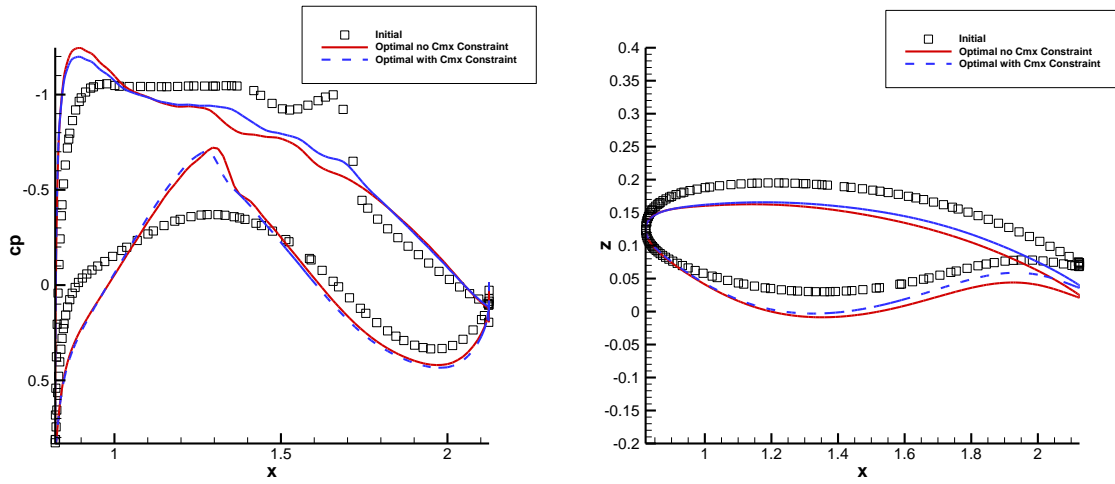 Initial
Optimal no Cmx Constraint
Optimal with Cmx Constraint
cp
-1
-0.5
0
0.5
1
1.5
2
x
Initial
Optimal no Cmx Constraint
Optimal with Cmx Constraint
z
0.4
0.35
0.3
0.25
0.2
0.15
0.1
0.05
0
-0.05
-0.1
-0.15
-0.2
1
1.2
1.4
1.6
1.8
2
x